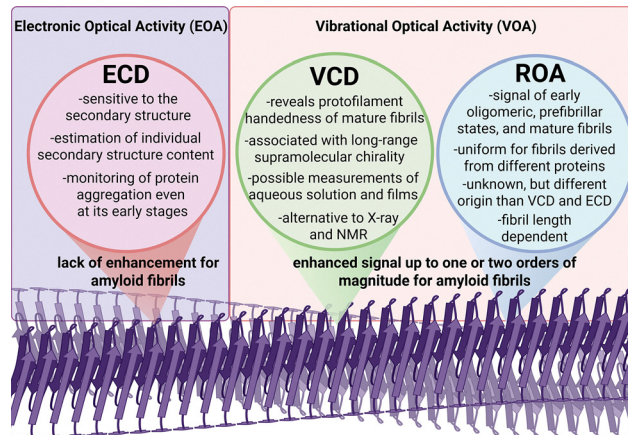 Electronic Optical Activity (EOA)
Vibrational Optical Activity (VOA)
ECD
-sensitive to the
secondary structure
-estimation of individual
secondary structure content
-monitoring of protein
aggregation even
at its early stages
lack of enhancement for
amyloid fibrils
VCD
-reveals protofilament
handedness of mature fibrils
-associated with long-range
supramolecular chirality
-possible measurements of
aqueous solution and films
-alternative to X-ray
and NMR
ROA
-signal of early
oligomeric, prefibrillar
states, and mature fibrils
-uniform for fibrils derived
from different proteins
-unknown, but different
origin than VCD and ECD
-fibril length
dependent
enhanced signal up to one or two orders of
magnitude for amyloid fibrils